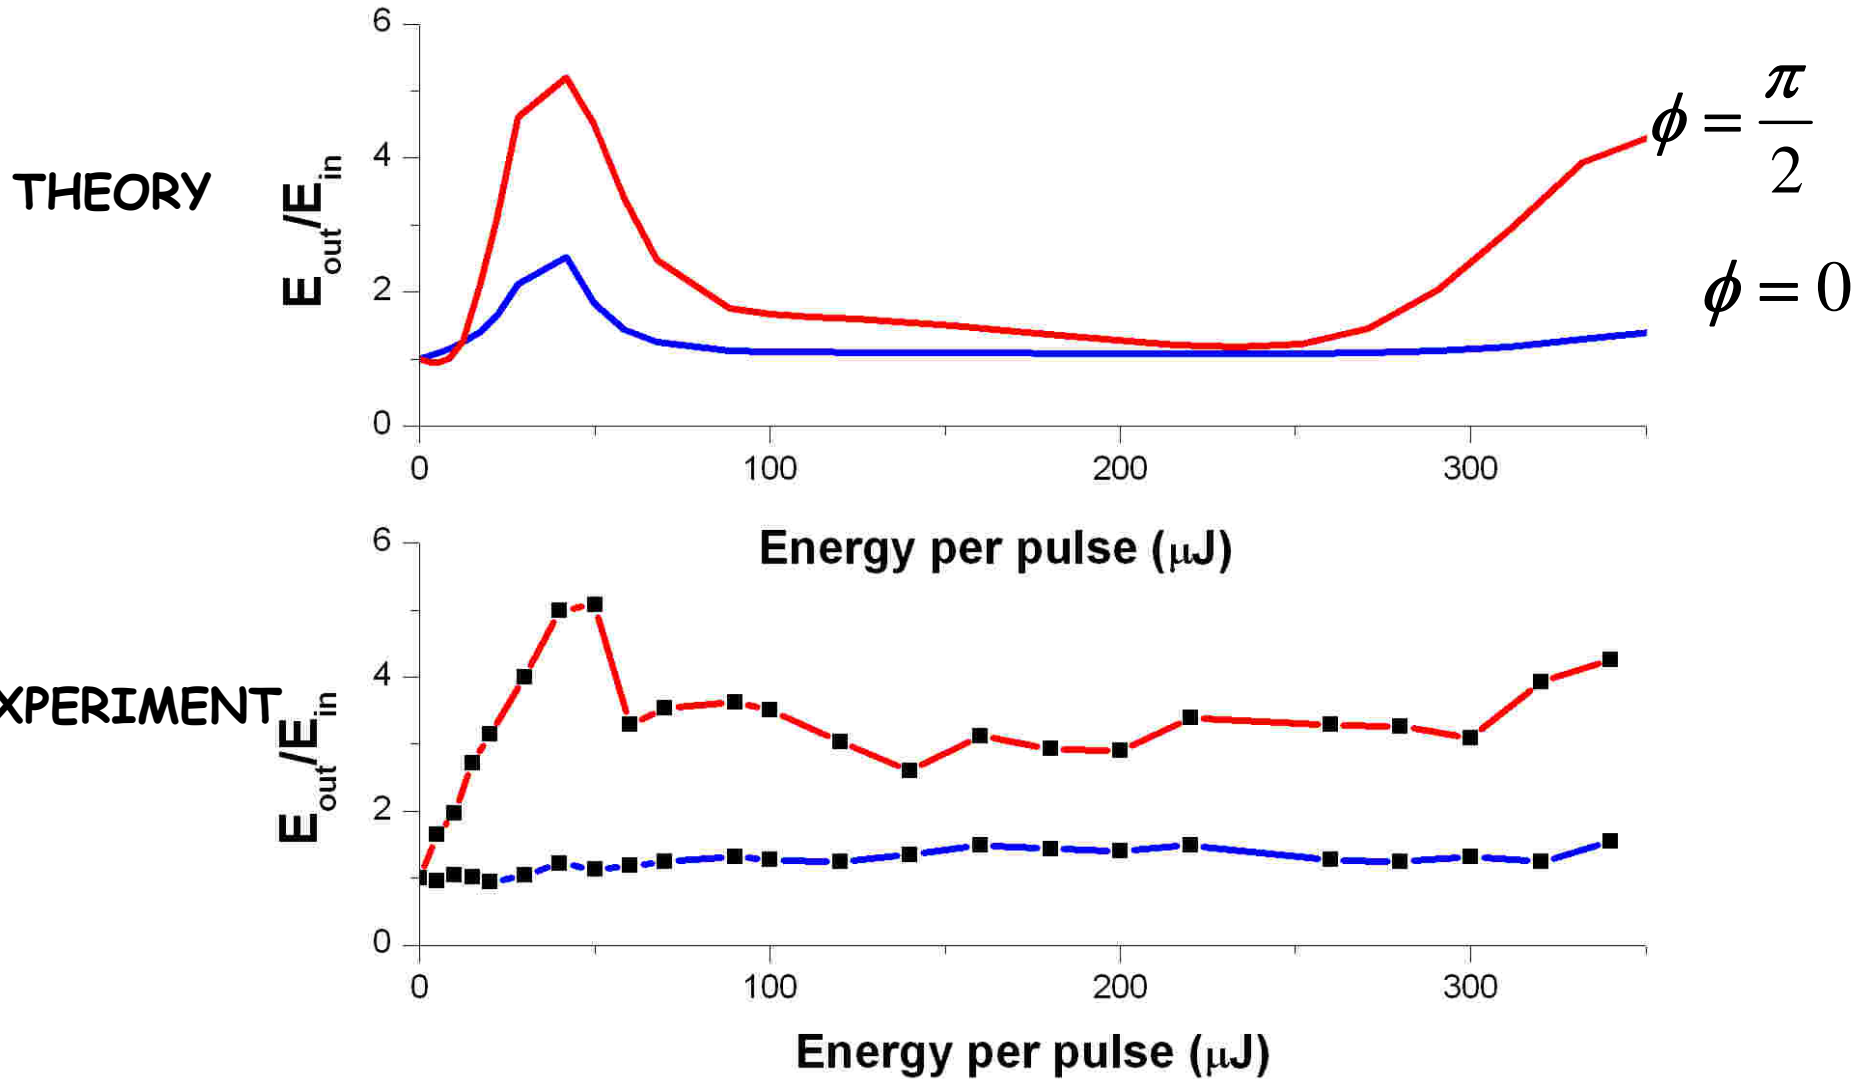 THEORY
E_out/E_in
6
4
2
0
0 100 200 300
Energy per pulse (μJ)
ϕ = π/2
ϕ = 0
XPERIMENT
E_out/E_in
6
4
2
0
0 100 200 300
Energy per pulse (μJ)